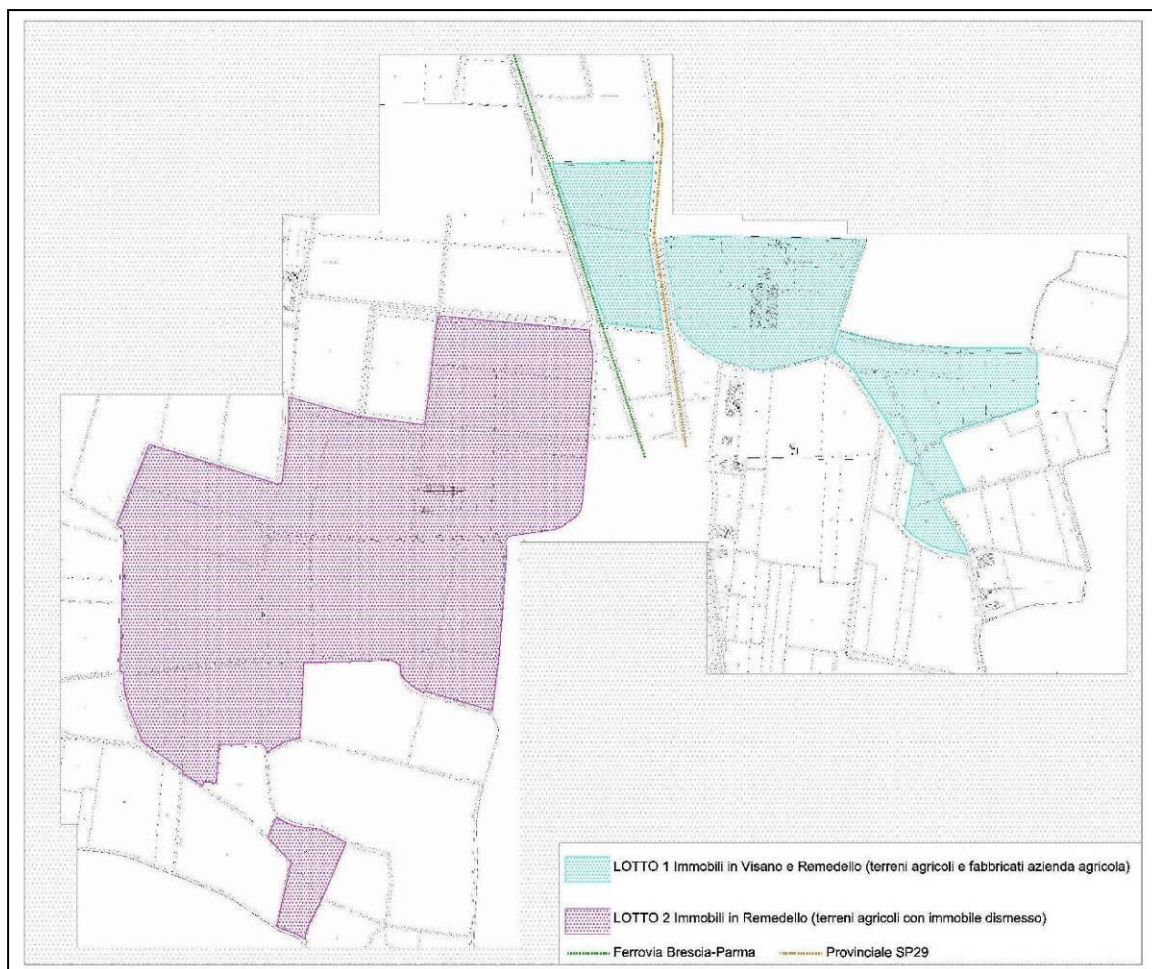 LOTTO 1 Immobili in Visano e Remedello (terreni agricoli e fabbricati azienda agricola)
LOTTO 2 Immobili in Remedello (terreni agricoli con immobile dismesso)
Ferrovia Brescia-Parma Provinciale SP29